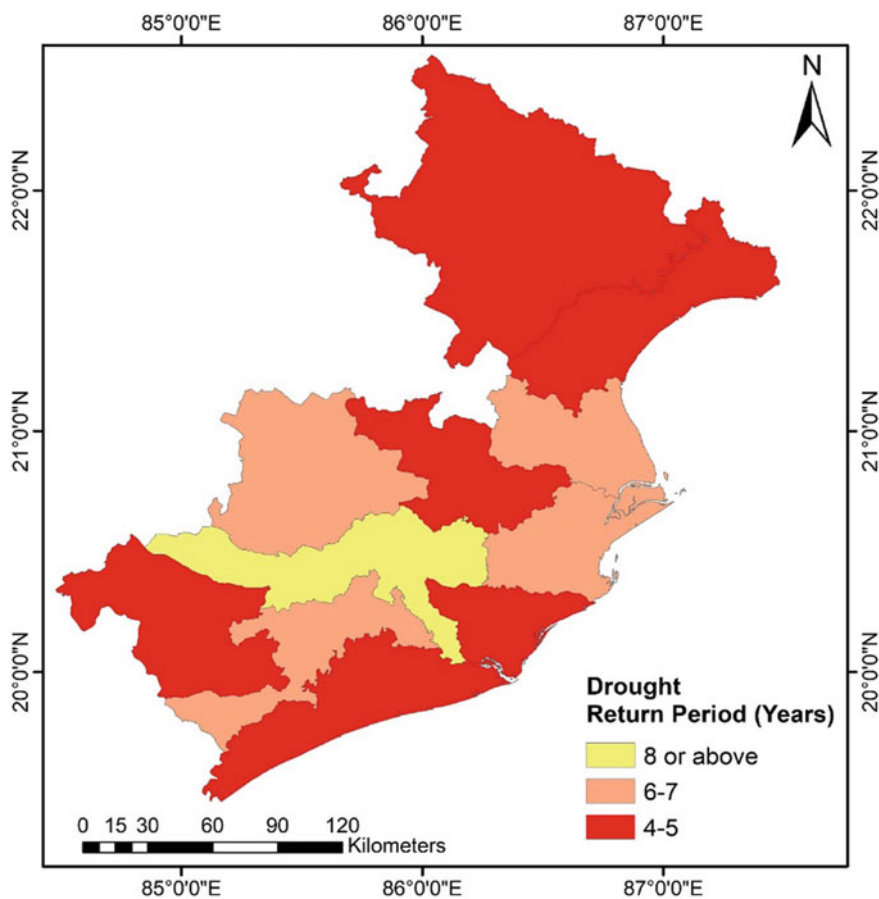 85°0'0"E 86°0'0"E 87°0'0"E
N
22°0'0"N 22°0'0"N
21°0'0"N 21°0'0"N
20°0'0"N 20°0'0"N
Drought
Return Period (Years)
8 or above
6-7
4-5
0 15 30 60 90 120
Kilometers
85°0'0"E 86°0'0"E 87°0'0"E